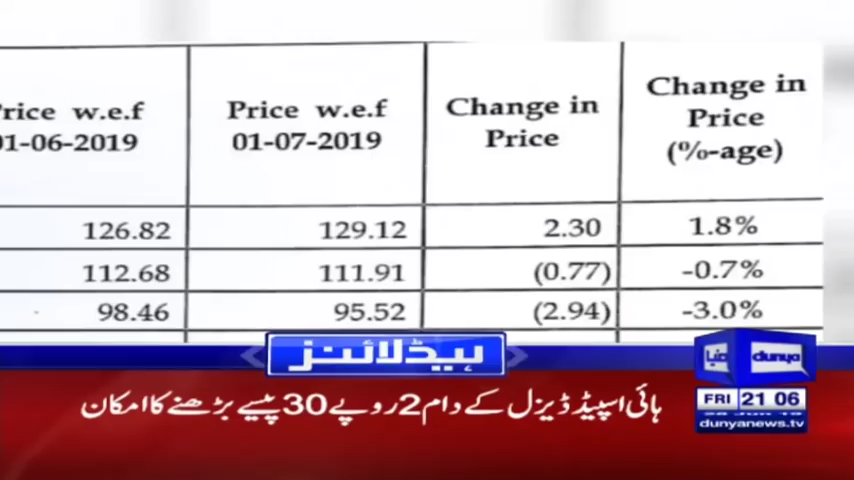 Price w.e.f Price w.e.f Change in Change in
01-06-2019 01-07-2019 Price Price
(%-age)
126.82 129.12 2.30 1.8%
112.68 111.91 (0.77) -0.7%
98.46 95.52 (2.94) -3.0%
ہیڈلائنز
دنیا dunya
ہائی اسپیڈ ڈیزل کے دام 2 روپے 30 پیسے بڑھنے کا امکان
FRI 21 06
dunyanews.tv